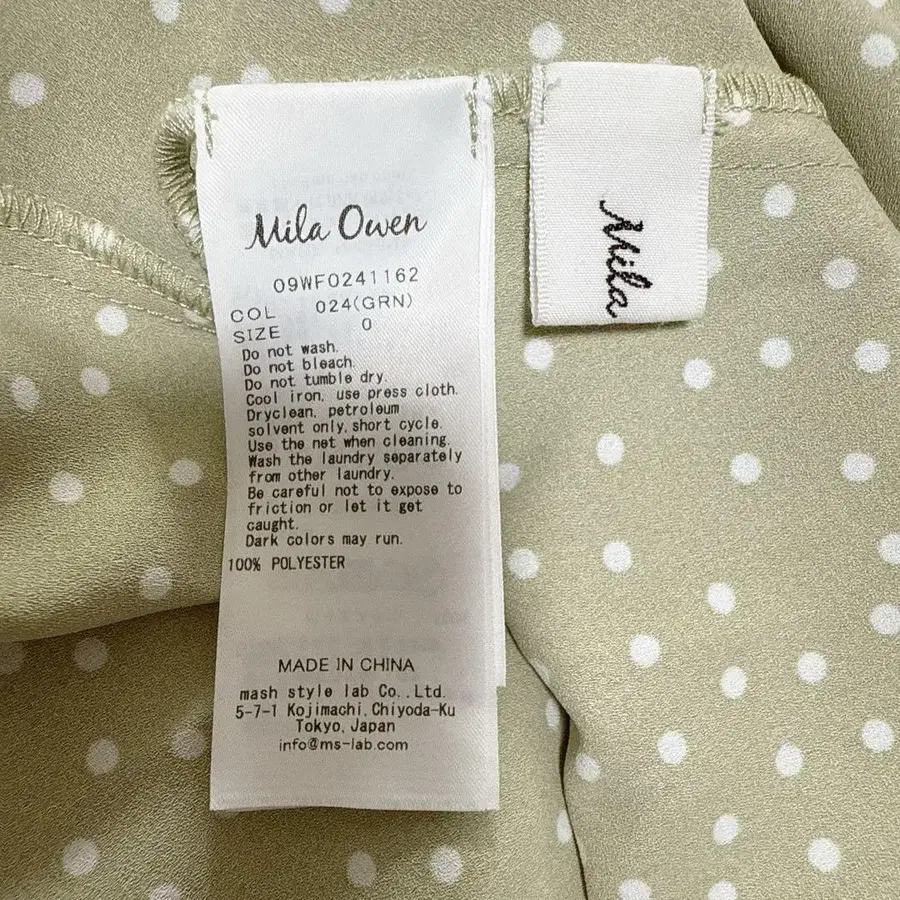 Mila Owen
09WF0241162
COL 024(GRN)
SIZE 0
Do not wash.
Do not bleach.
Do not tumble dry.
Cool iron, use press cloth.
Dryclean, petroleum
solvent only, short cycle.
Use the net when cleaning.
Wash the laundry separately
from other laundry.
Be careful not to expose to
friction or let it get
caught.
Dark colors may run.
100% POLYESTER
MADE IN CHINA
mash style lab Co.,Ltd.
5-7-1 Kojimachi,Chiyoda-Ku
Tokyo,Japan
info@ms-lab.com
Mila